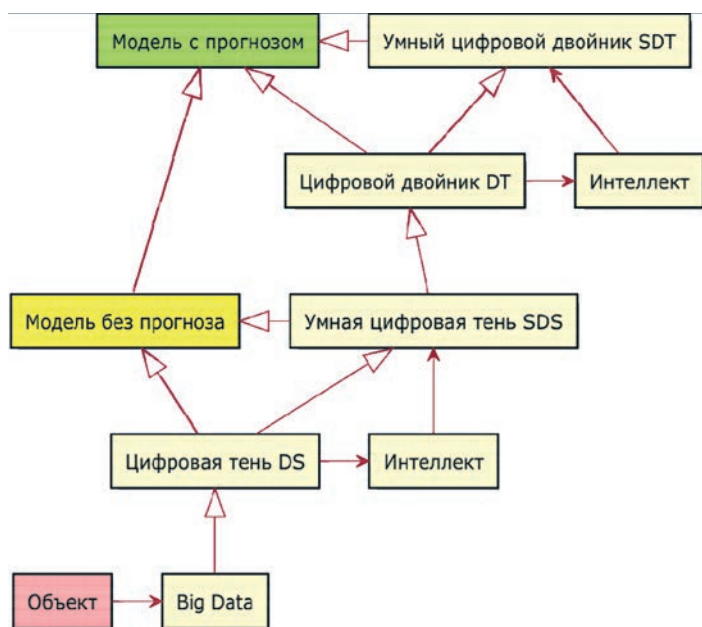 Модель с прогнозом
Умный цифровой двойник SDT
Цифровой двойник DT
Интеллект
Модель без прогноза
Умная цифровая тень SDS
Цифровая тень DS
Интеллект
Объект
Big Data